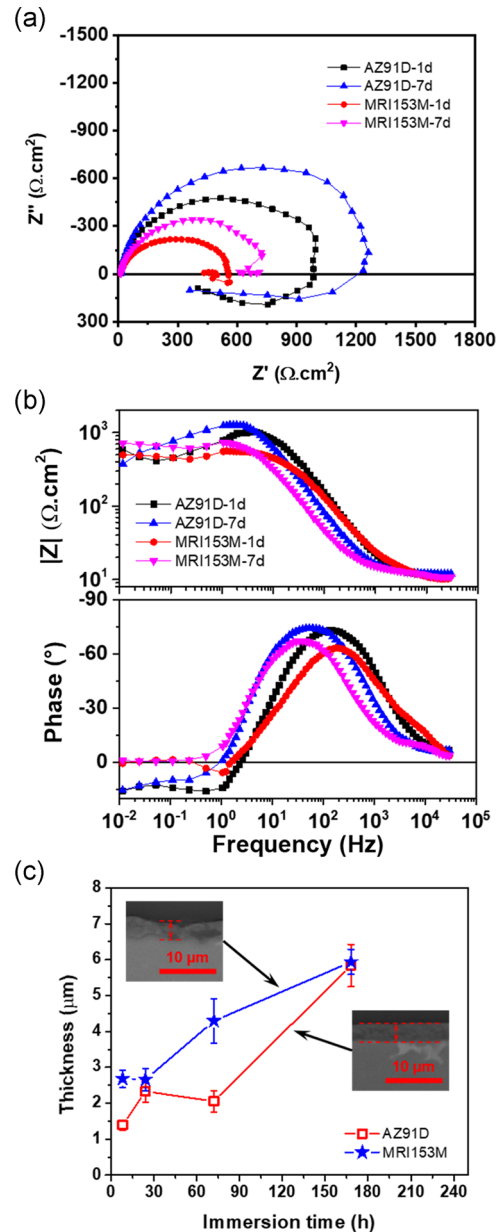 (a)
-1500
-1200
-900
-600
-300
0
300
Z'' (Ω.cm²)
AZ91D-1d
AZ91D-7d
MRI153M-1d
MRI153M-7d
0 300 600 900 1200 1500 1800
Z' (Ω.cm²)
(b)
10³
10²
10¹
|Z| (Ω.cm²)
AZ91D-1d
AZ91D-7d
MRI153M-1d
MRI153M-7d
-90
-60
-30
0
Phase (°)
10⁻² 10⁻¹ 10⁰ 10¹ 10² 10³ 10⁴ 10⁵
Frequency (Hz)
(c)
8
7
6
5
4
3
2
1
0
Thickness (μm)
10 μm
10 μm
AZ91D
MRI153M
0 30 60 90 120 150 180 210 240
Immersion time (h)